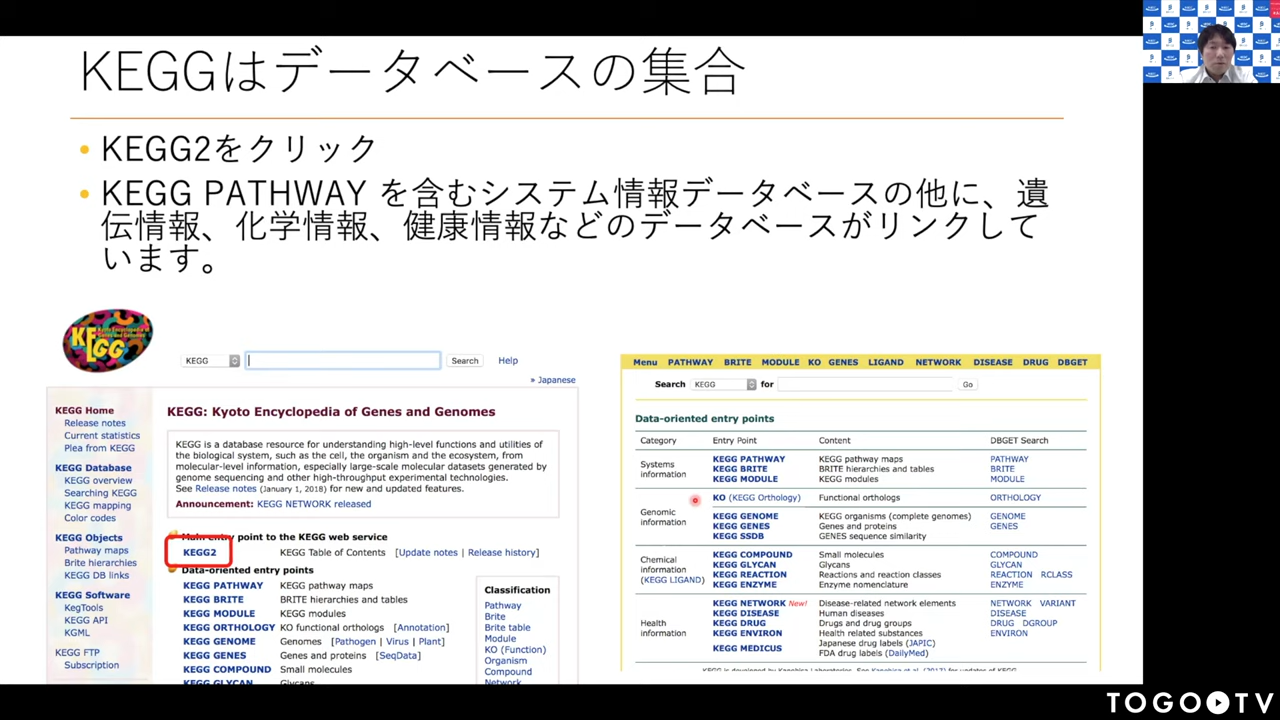 KEGGはデータベースの集合
• KEGG2をクリック
• KEGG PATHWAY を含むシステム情報データベースの他に、遺
伝情報、化学情報、健康情報などのデータベースがリンクして
います。
KEGG
Kyoto Encyclopedia of
Genes and Genomes
KEGG Search Help
» Japanese
KEGG Home
Release notes
Current statistics
Plea from KEGG
KEGG Database
KEGG overview
Searching KEGG
KEGG mapping
Color codes
KEGG Objects
Pathway maps
Brite hierarchies
KEGG DB links
KEGG Software
KegTools
KEGG API
KGML
KEGG FTP
Subscription
KEGG: Kyoto Encyclopedia of Genes and Genomes
KEGG is a database resource for understanding high-level functions and utilities of
the biological system, such as the cell, the organism and the ecosystem, from
molecular-level information, especially large-scale molecular datasets generated by
genome sequencing and other high-throughput experimental technologies.
See Release notes (January 1, 2018) for new and updated features.
Announcement: KEGG NETWORK released
Main entry point to the KEGG web service
KEGG2 KEGG Table of Contents [Update notes | Release history]
Data-oriented entry points
KEGG PATHWAY KEGG pathway maps
KEGG BRITE BRITE hierarchies and tables
KEGG MODULE KEGG modules
KEGG ORTHOLOGY KO functional orthologs [Annotation]
KEGG GENOME Genomes [Pathogen | Virus | Plant]
KEGG GENES Genes and proteins [SeqData]
KEGG COMPOUND Small molecules
KEGG GLYCAN Glycans
Classification
Pathway
Brite
Brite table
Module
KO (Function)
Organism
Compound
Network
Menu PATHWAY BRITE MODULE KO GENES LIGAND NETWORK DISEASE DRUG DBGET
Search KEGG for Go
Data-oriented entry points
Category Entry Point Content DBGET Search
Systems information
KEGG PATHWAY KEGG pathway maps PATHWAY
KEGG BRITE BRITE hierarchies and tables BRITE
KEGG MODULE KEGG modules MODULE
Genomic information
KO (KEGG Orthology) Functional orthologs ORTHOLOGY
KEGG GENOME KEGG organisms (complete genomes) GENOME
KEGG GENES Genes and proteins GENES
KEGG SSDB GENES sequence similarity
Chemical information (KEGG LIGAND)
KEGG COMPOUND Small molecules COMPOUND
KEGG GLYCAN Glycans GLYCAN
KEGG REACTION Reactions and reaction classes REACTION RCLASS
KEGG ENZYME Enzyme nomenclature ENZYME
Health information
KEGG NETWORK New! Disease-related network elements NETWORK VARIANT
KEGG DISEASE Human diseases DISEASE
KEGG DRUG Drugs and drug groups DRUG DGROUP
KEGG ENVIRON Health related substances ENVIRON
KEGG MEDICUS Japanese drug labels (JAPIC)
FDA drug labels (DailyMed)
TOGO TV